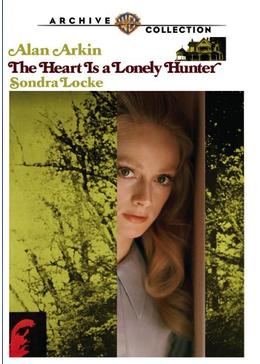 ARCHIVE WB COLLECTION
Alan Arkin
The Heart Is a Lonely Hunter
Sondra Locke